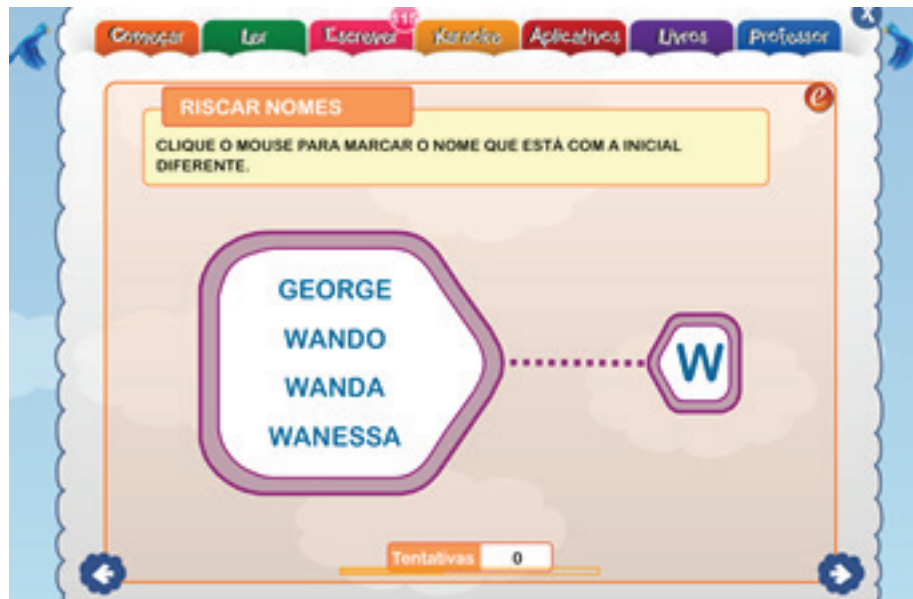 Começar Ler Escrever Karaokê Aplicativos Livros Professor
115
X
RISCAR NOMES
e
CLIQUE O MOUSE PARA MARCAR O NOME QUE ESTÁ COM A INICIAL
DIFERENTE.
GEORGE
WANDO
WANDA
WANESSA
W
Tentativas 0